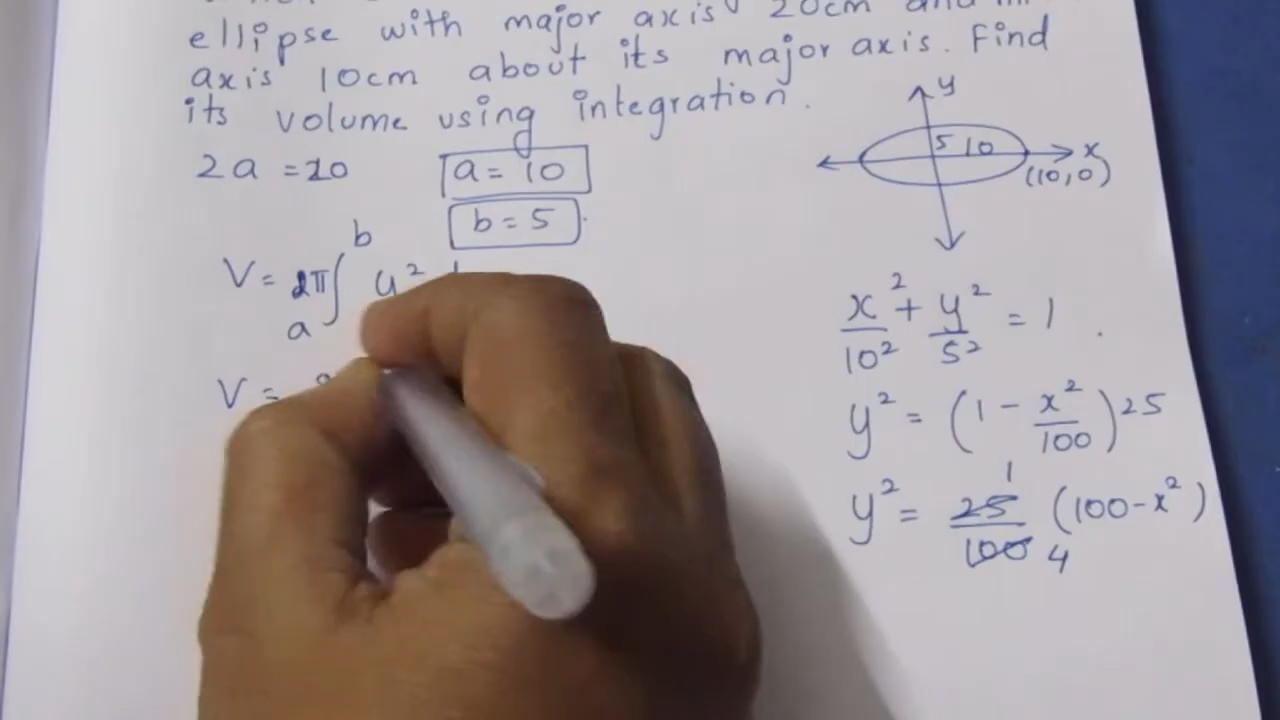 ellipse with major axis 20cm and
axis 10cm about its major axis. Find
its volume using integration.
2a = 20
a = 10
b = 5
V = 2π∫ₐᵇ y²
V =
y
5 10
x
(10,0)
x²/10² + y²/5² = 1
y² = (1 - x²/100) 25
y² = 25/100 (100-x²)
1
4